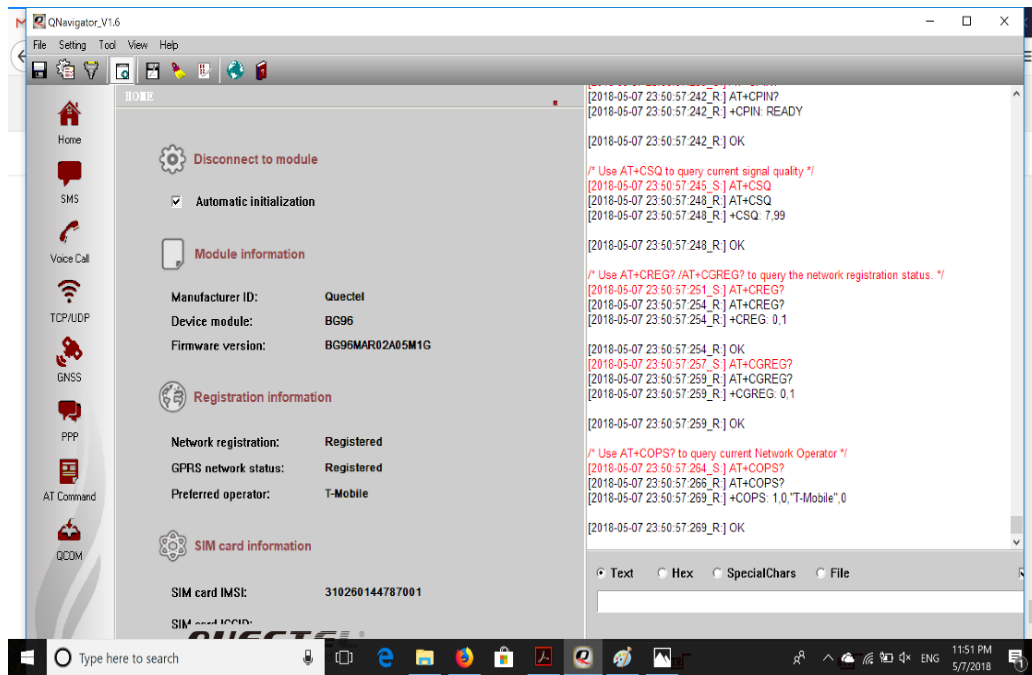 QNavigator_V1.6
File Setting Tool View Help
HOME
Home
SMS
Voice Call
TCP/UDP
GNSS
PPP
AT Command
QCOM
Disconnect to module
Automatic initialization
Module information
Manufacturer ID: Quectel
Device module: BG96
Firmware version: BG96MAR02A05M1G
Registration information
Network registration: Registered
GPRS network status: Registered
Preferred operator: T-Mobile
SIM card information
SIM card IMSI: 310260144787001
SIM card ICCID:
QUECTEL
[2018-05-07 23:50:57:242_R:] AT+CPIN?
[2018-05-07 23:50:57:242_R:] +CPIN: READY
[2018-05-07 23:50:57:242_R:] OK
/* Use AT+CSQ to query current signal quality */
[2018-05-07 23:50:57:245_S:] AT+CSQ
[2018-05-07 23:50:57:248_R:] AT+CSQ
[2018-05-07 23:50:57:248_R:] +CSQ: 7,99
[2018-05-07 23:50:57:248_R:] OK
/* Use AT+CREG? /AT+CGREG? to query the network registration status. */
[2018-05-07 23:50:57:251_S:] AT+CREG?
[2018-05-07 23:50:57:254_R:] AT+CREG?
[2018-05-07 23:50:57:254_R:] +CREG: 0,1
[2018-05-07 23:50:57:254_R:] OK
[2018-05-07 23:50:57:257_S:] AT+CGREG?
[2018-05-07 23:50:57:259_R:] AT+CGREG?
[2018-05-07 23:50:57:259_R:] +CGREG: 0,1
[2018-05-07 23:50:57:259_R:] OK
/* Use AT+COPS? to query current Network Operator */
[2018-05-07 23:50:57:264_S:] AT+COPS?
[2018-05-07 23:50:57:266_R:] AT+COPS?
[2018-05-07 23:50:57:269_R:] +COPS: 1,0,"T-Mobile",0
[2018-05-07 23:50:57:269_R:] OK
Text Hex SpecialChars File
Type here to search
ENG
11:51 PM
5/7/2018